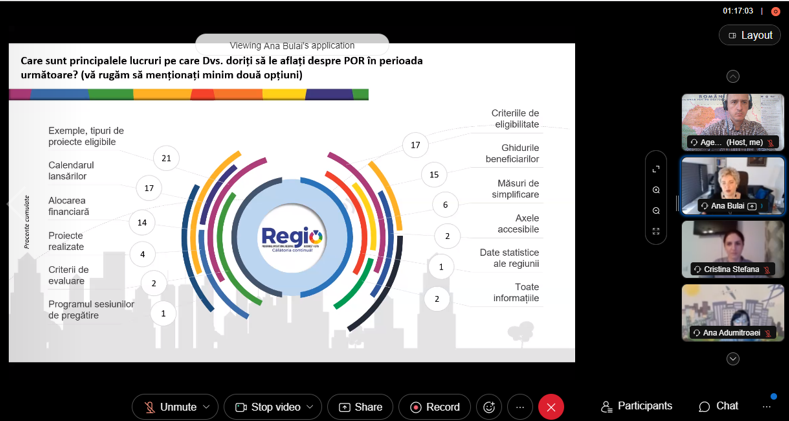 01:17:03
Viewing Ana Bulai's application
Layout
Care sunt principalele lucruri pe care Dvs. doriți să le aflați despre POR în perioada
următoare? (vă rugăm să menționați minim două opțiuni)
Procente cumulate
Exemple, tipuri de
proiecte eligibile
21
Calendarul
lansărilor
17
Alocarea
financiară
14
Proiecte
realizate
4
Criterii de
evaluare
2
Programul sesiunilor
de pregătire
1
Regio
Călătoria continuă!
Criteriile de
eligibilitate
17
Ghidurile
beneficiarilor
15
Măsuri de
simplificare
6
Axele
accesibile
2
Date statistice
ale regiunii
1
Toate
informațiile
2
ROMÂNI
Age... (Host, me)
Ana Bulai
Cristina Stefana
Ana Adumitroaei
Unmute
Stop video
Share
Record
Participants
Chat